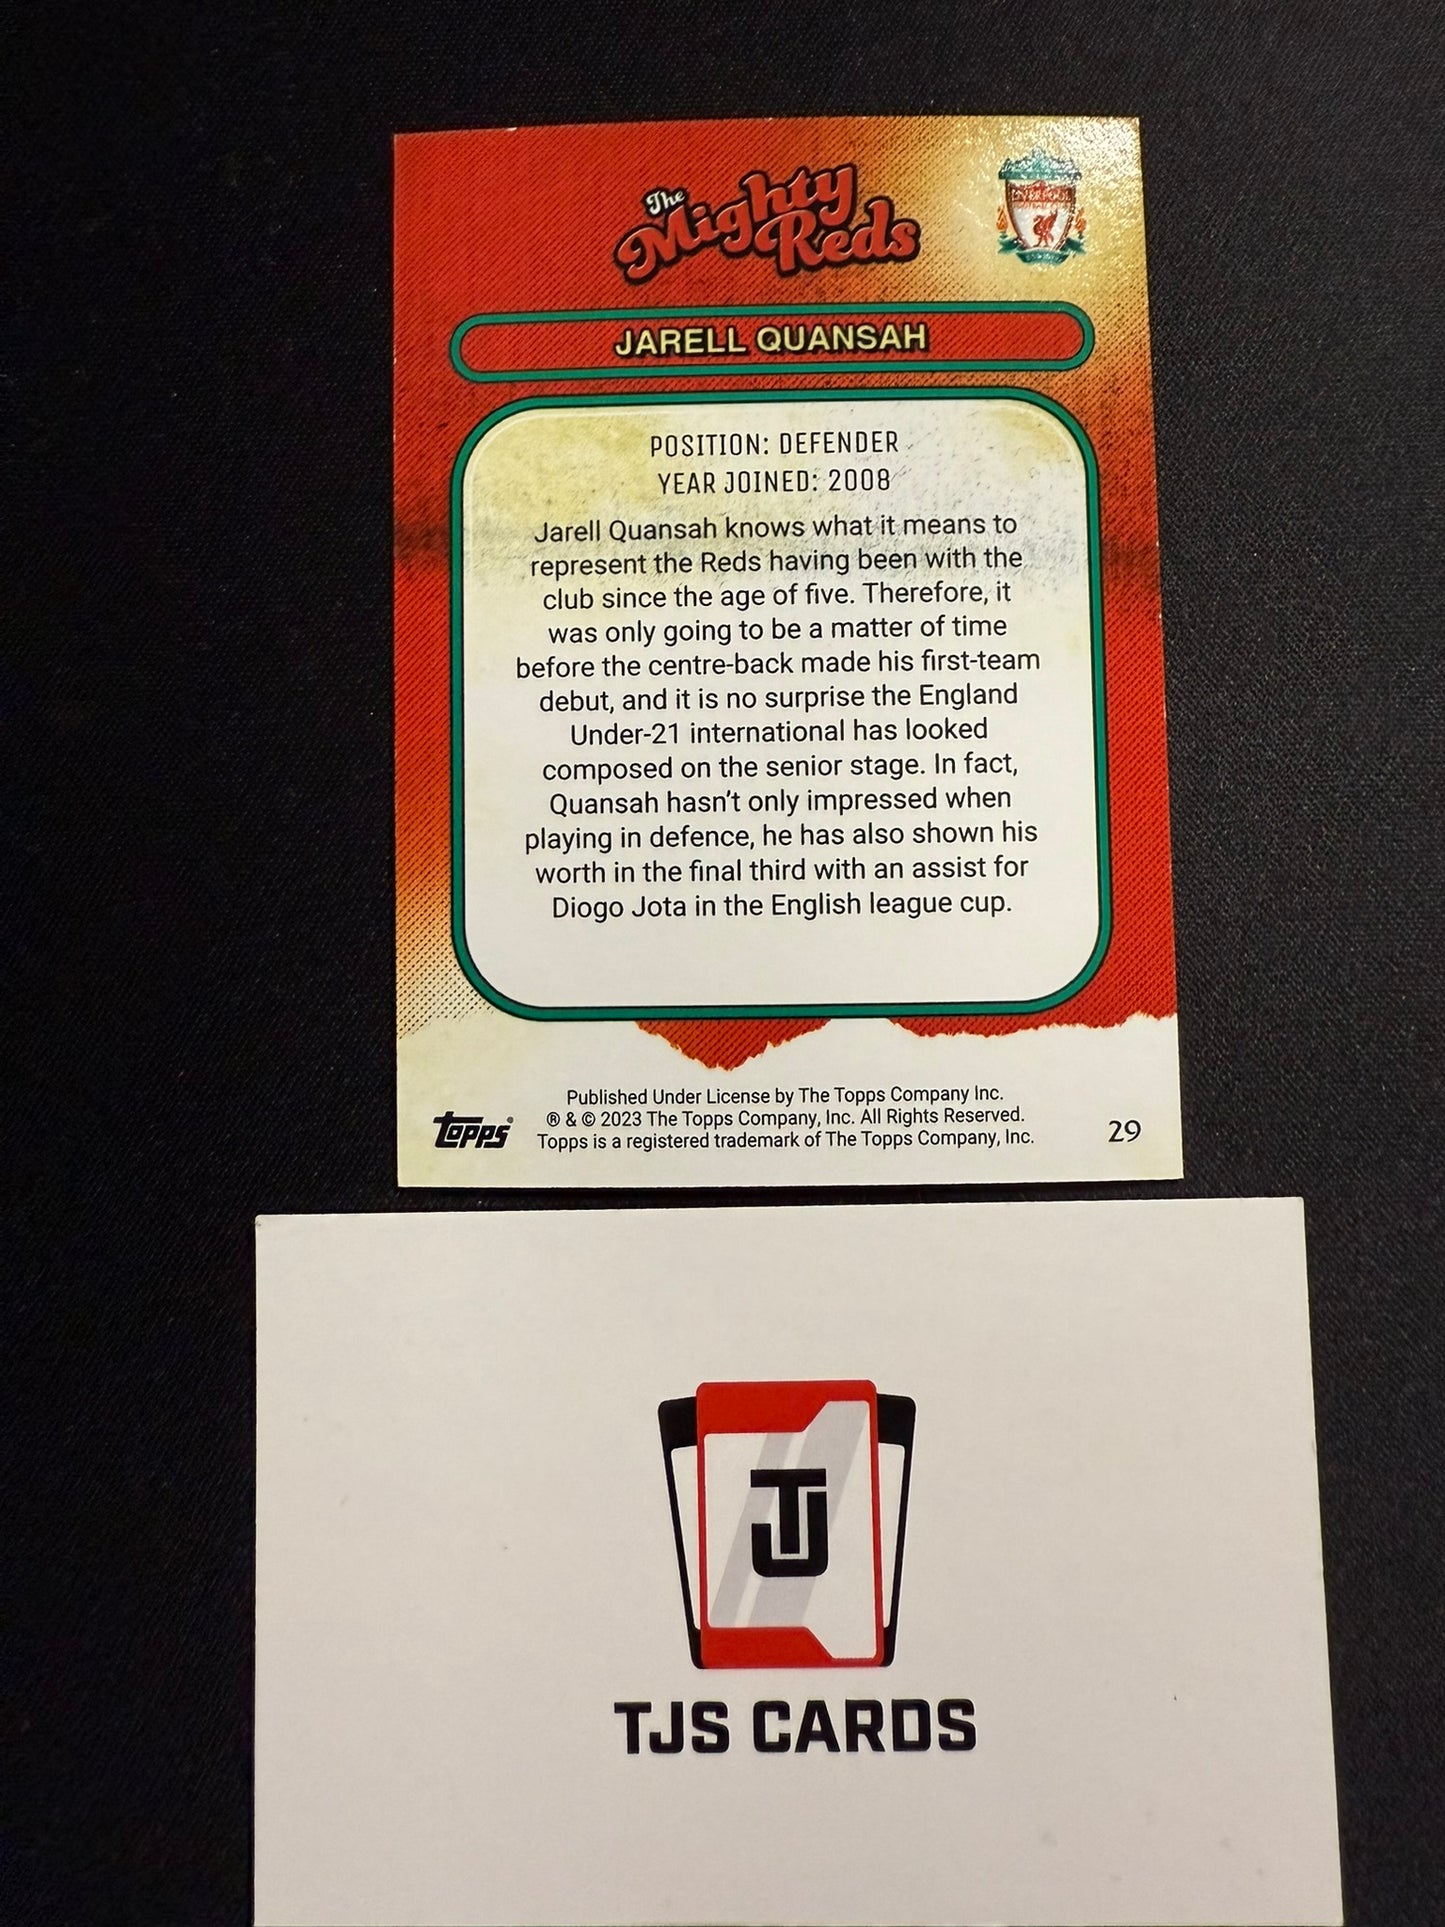 The
Mighty
Reds
LIVERPOOL
JARELL QUANSAH
POSITION: DEFENDER
YEAR JOINED: 2008
Jarell Quansah knows what it means to
represent the Reds having been with the
club since the age of five. Therefore, it
was only going to be a matter of time
before the centre-back made his first-team
debut, and it is no surprise the England
Under-21 international has looked
composed on the senior stage. In fact,
Quansah hasn't only impressed when
playing in defence, he has also shown his
worth in the final third with an assist for
Diogo Jota in the English league cup.
Published Under License by The Topps Company Inc.
® & © 2023 The Topps Company, Inc. All Rights Reserved.
Topps is a registered trademark of The Topps Company, Inc.
Topps®
29
TJ
TJS CARDS